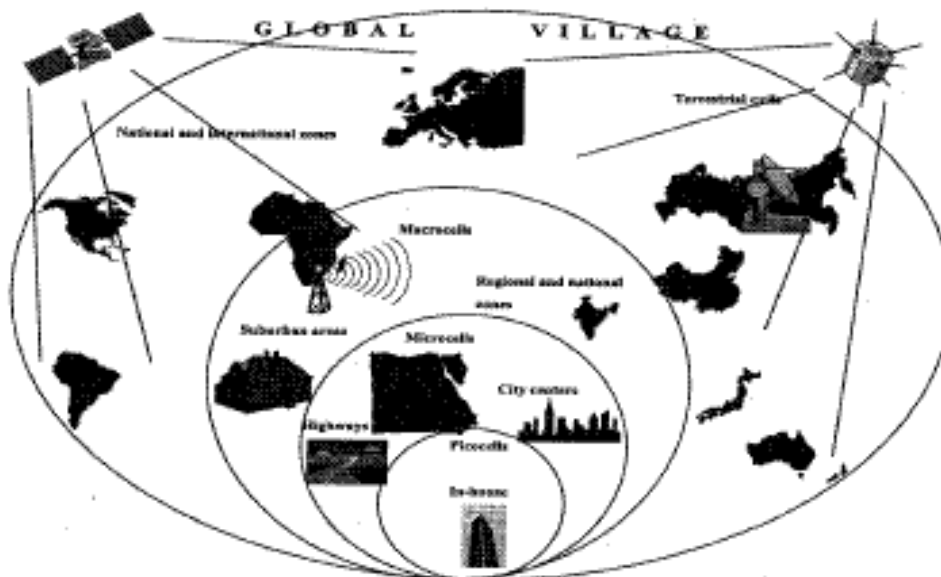 GLOBAL VILLAGE
National and international zones
Terrestrial cells
Macrocells
Regional and national
zones
Suburban areas
Microcells
City centers
Highways
Picocells
In-house